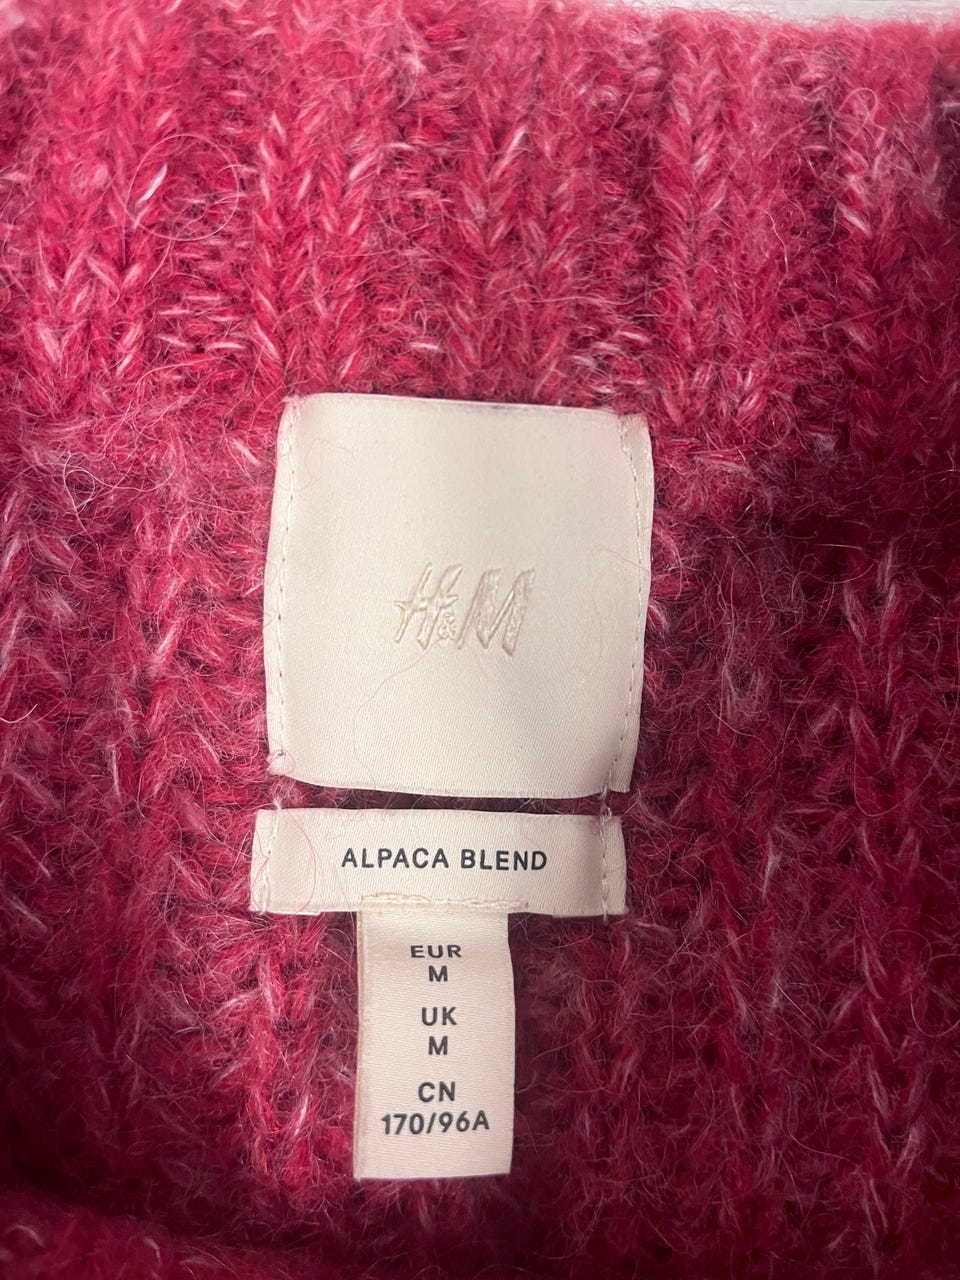 H&M
ALPACA BLEND
EUR
M
UK
M
CN
170/96A